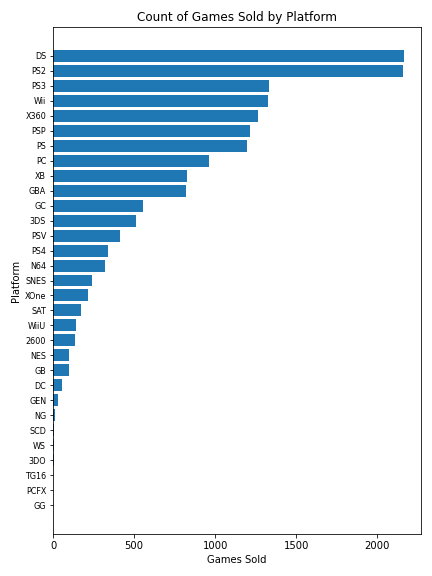 Count of Games Sold by Platform
DS
PS2
PS3
Wii
X360
PSP
PS
PC
XB
GBA
GC
3DS
PSV
PS4
N64
SNES
XOne
SAT
WiiU
2600
NES
GB
DC
GEN
NG
SCD
WS
3DO
TG16
PCFX
GG
Platform
0 500 1000 1500 2000
Games Sold